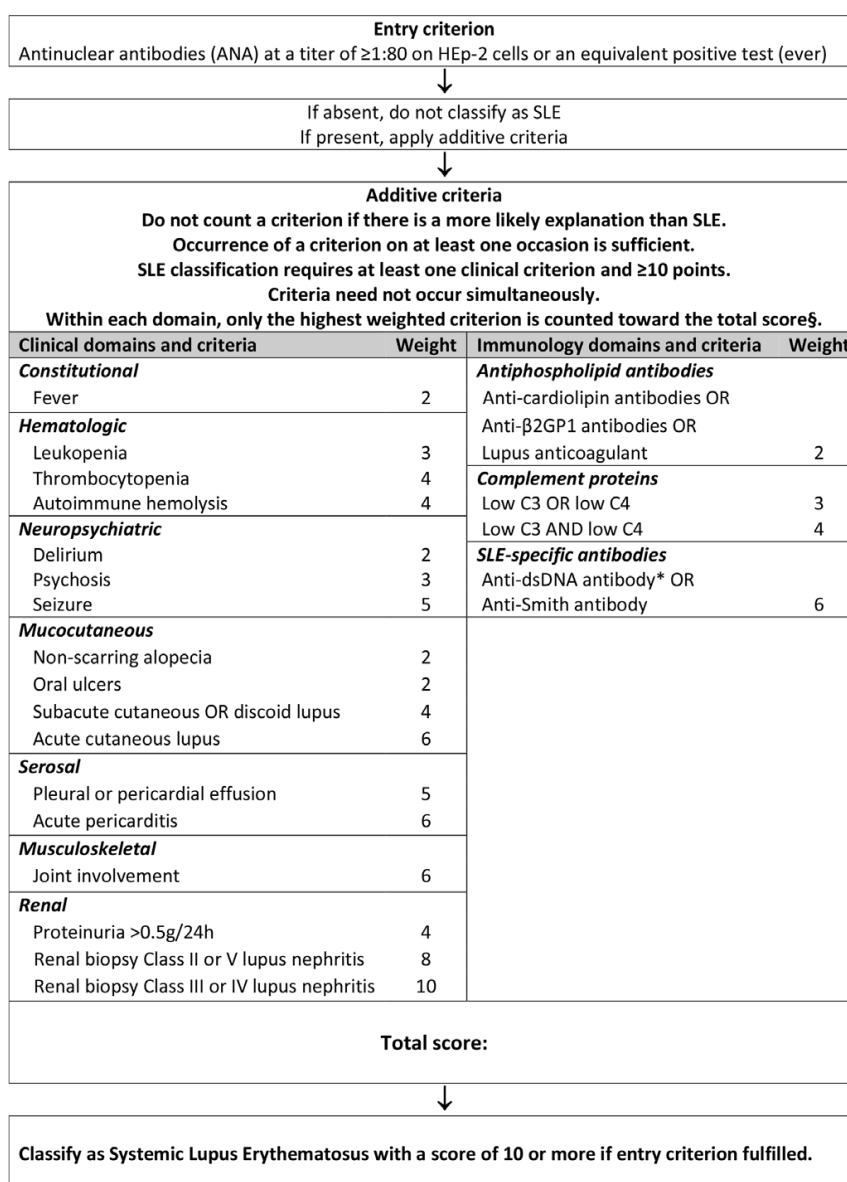 Entry criterion
Antinuclear antibodies (ANA) at a titer of ≥1:80 on HEp-2 cells or an equivalent positive test (ever)
↓
If absent, do not classify as SLE
If present, apply additive criteria
↓
Additive criteria
Do not count a criterion if there is a more likely explanation than SLE.
Occurrence of a criterion on at least one occasion is sufficient.
SLE classification requires at least one clinical criterion and ≥10 points.
Criteria need not occur simultaneously.
Within each domain, only the highest weighted criterion is counted toward the total score§.
Clinical domains and criteria Weight
Constitutional
Fever 2
Hematologic
Leukopenia 3
Thrombocytopenia 4
Autoimmune hemolysis 4
Neuropsychiatric
Delirium 2
Psychosis 3
Seizure 5
Mucocutaneous
Non-scarring alopecia 2
Oral ulcers 2
Subacute cutaneous OR discoid lupus 4
Acute cutaneous lupus 6
Serosal
Pleural or pericardial effusion 5
Acute pericarditis 6
Musculoskeletal
Joint involvement 6
Renal
Proteinuria >0.5g/24h 4
Renal biopsy Class II or V lupus nephritis 8
Renal biopsy Class III or IV lupus nephritis 10
Immunology domains and criteria Weight
Antiphospholipid antibodies
Anti-cardiolipin antibodies OR
Anti-β2GP1 antibodies OR
Lupus anticoagulant 2
Complement proteins
Low C3 OR low C4 3
Low C3 AND low C4 4
SLE-specific antibodies
Anti-dsDNA antibody* OR
Anti-Smith antibody 6
Total score:
↓
Classify as Systemic Lupus Erythematosus with a score of 10 or more if entry criterion fulfilled.